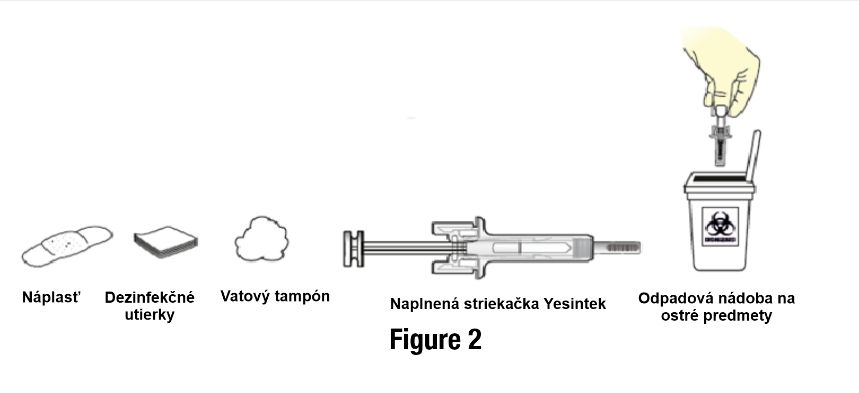 Náplasť
Dezinfekčné
utierky
Vatový tampón
Naplnená striekačka Yesintek
Odpadová nádoba na
ostré predmety
Figure 2